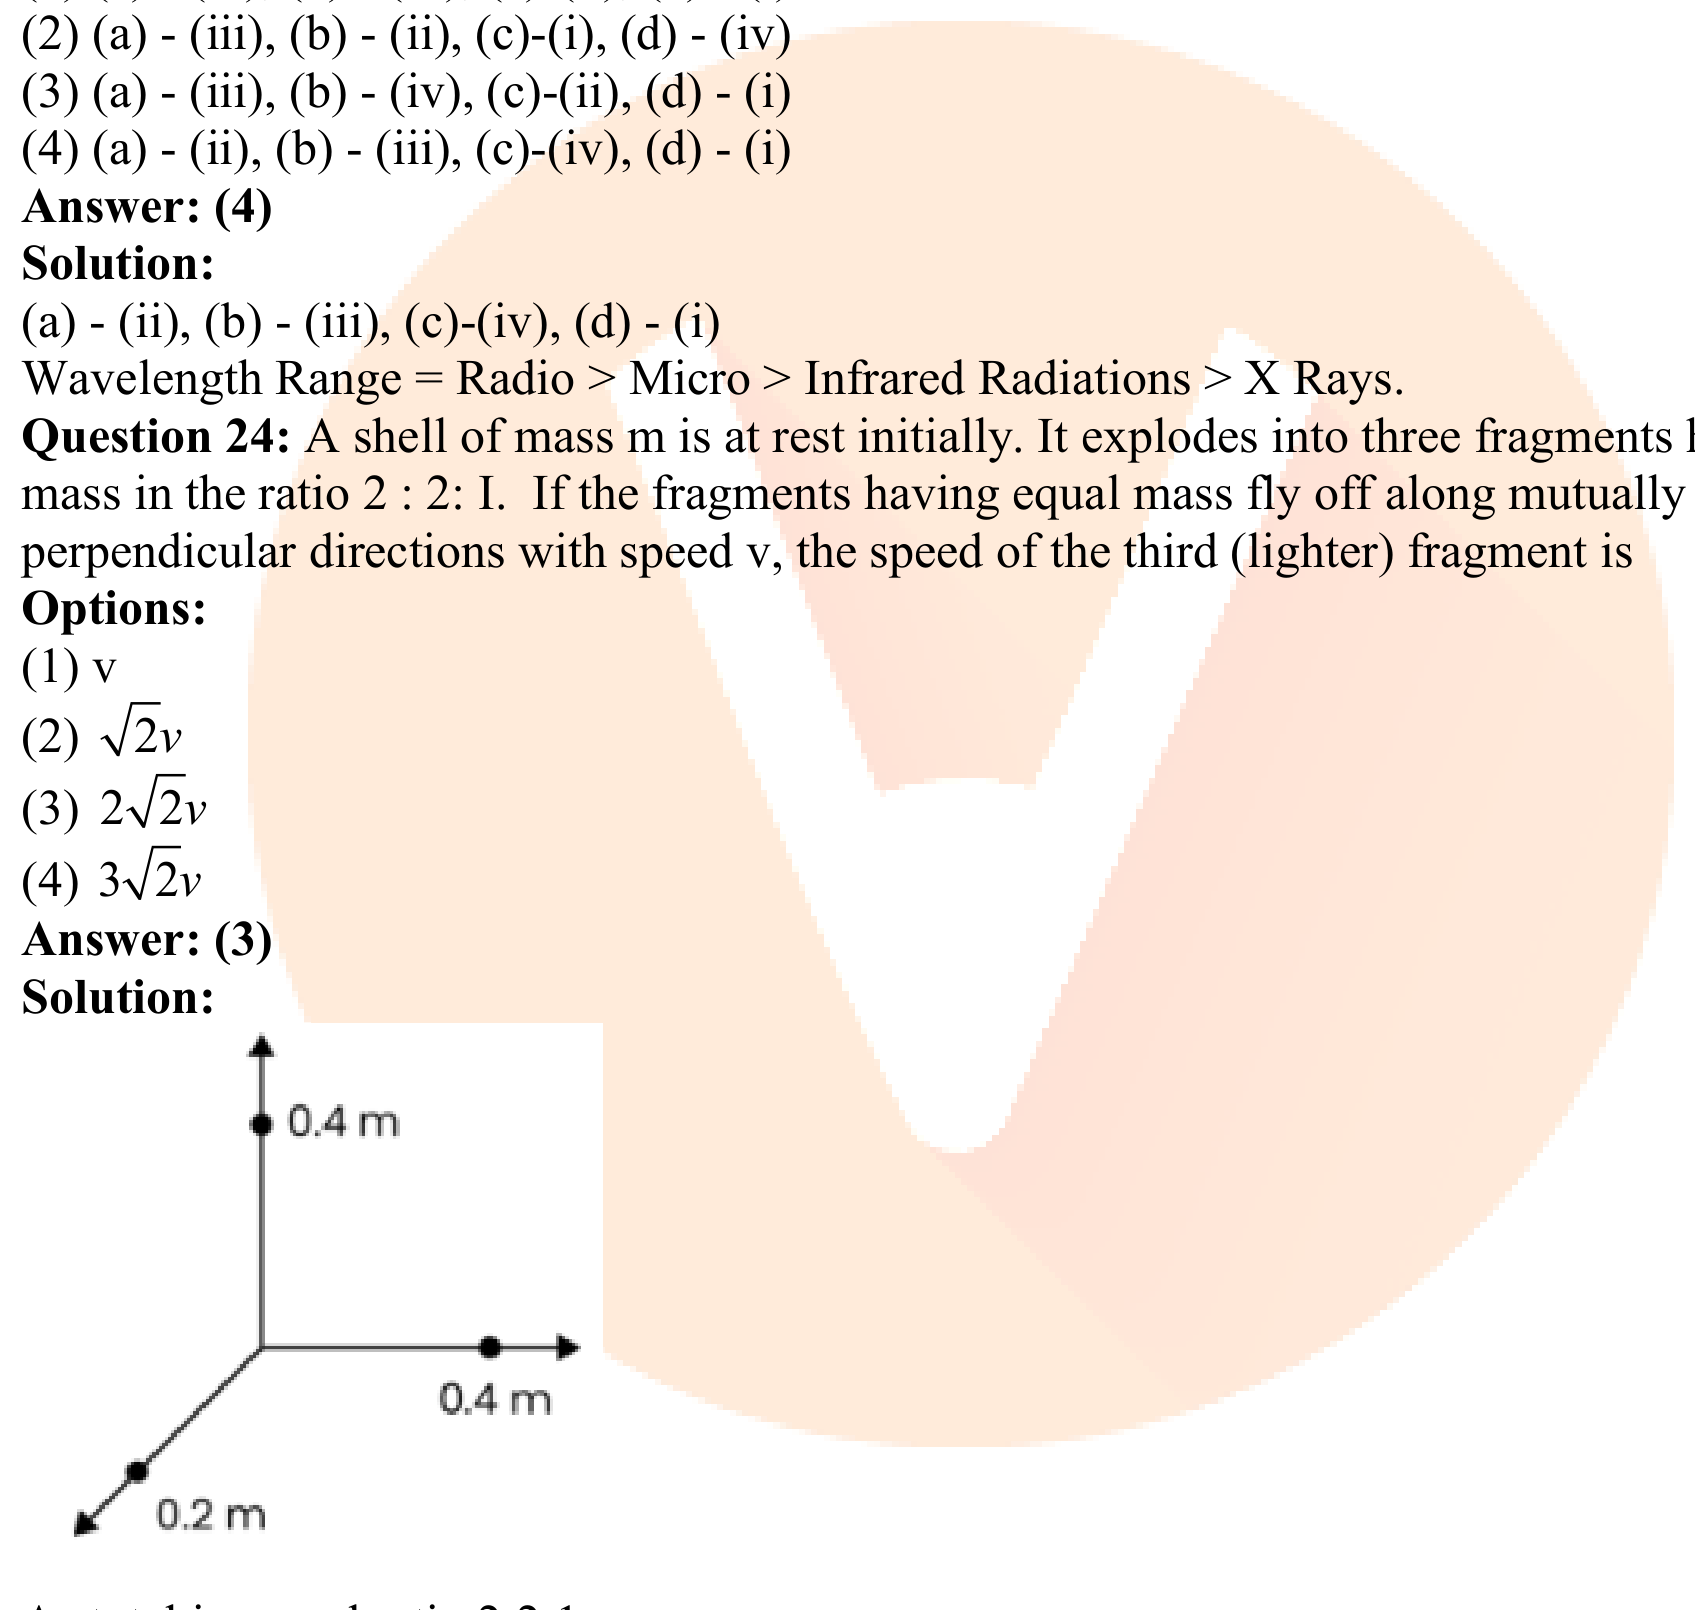 (2) (a) - (iii), (b) - (ii), (c)-(i), (d) - (iv)
(3) (a) - (iii), (b) - (iv), (c)-(ii), (d) - (i)
(4) (a) - (ii), (b) - (iii), (c)-(iv), (d) - (i)
Answer: (4)
Solution:
(a) - (ii), (b) - (iii), (c)-(iv), (d) - (i)
Wavelength Range = Radio > Micro > Infrared Radiations > X Rays.
Question 24: A shell of mass m is at rest initially. It explodes into three fragments
mass in the ratio 2 : 2: I. If the fragments having equal mass fly off along mutually
perpendicular directions with speed v, the speed of the third (lighter) fragment is
Options:
(1) v
(2) √2v
(3) 2√2v
(4) 3√2v
Answer: (3)
Solution:
0.4 m
0.4 m
0.2 m